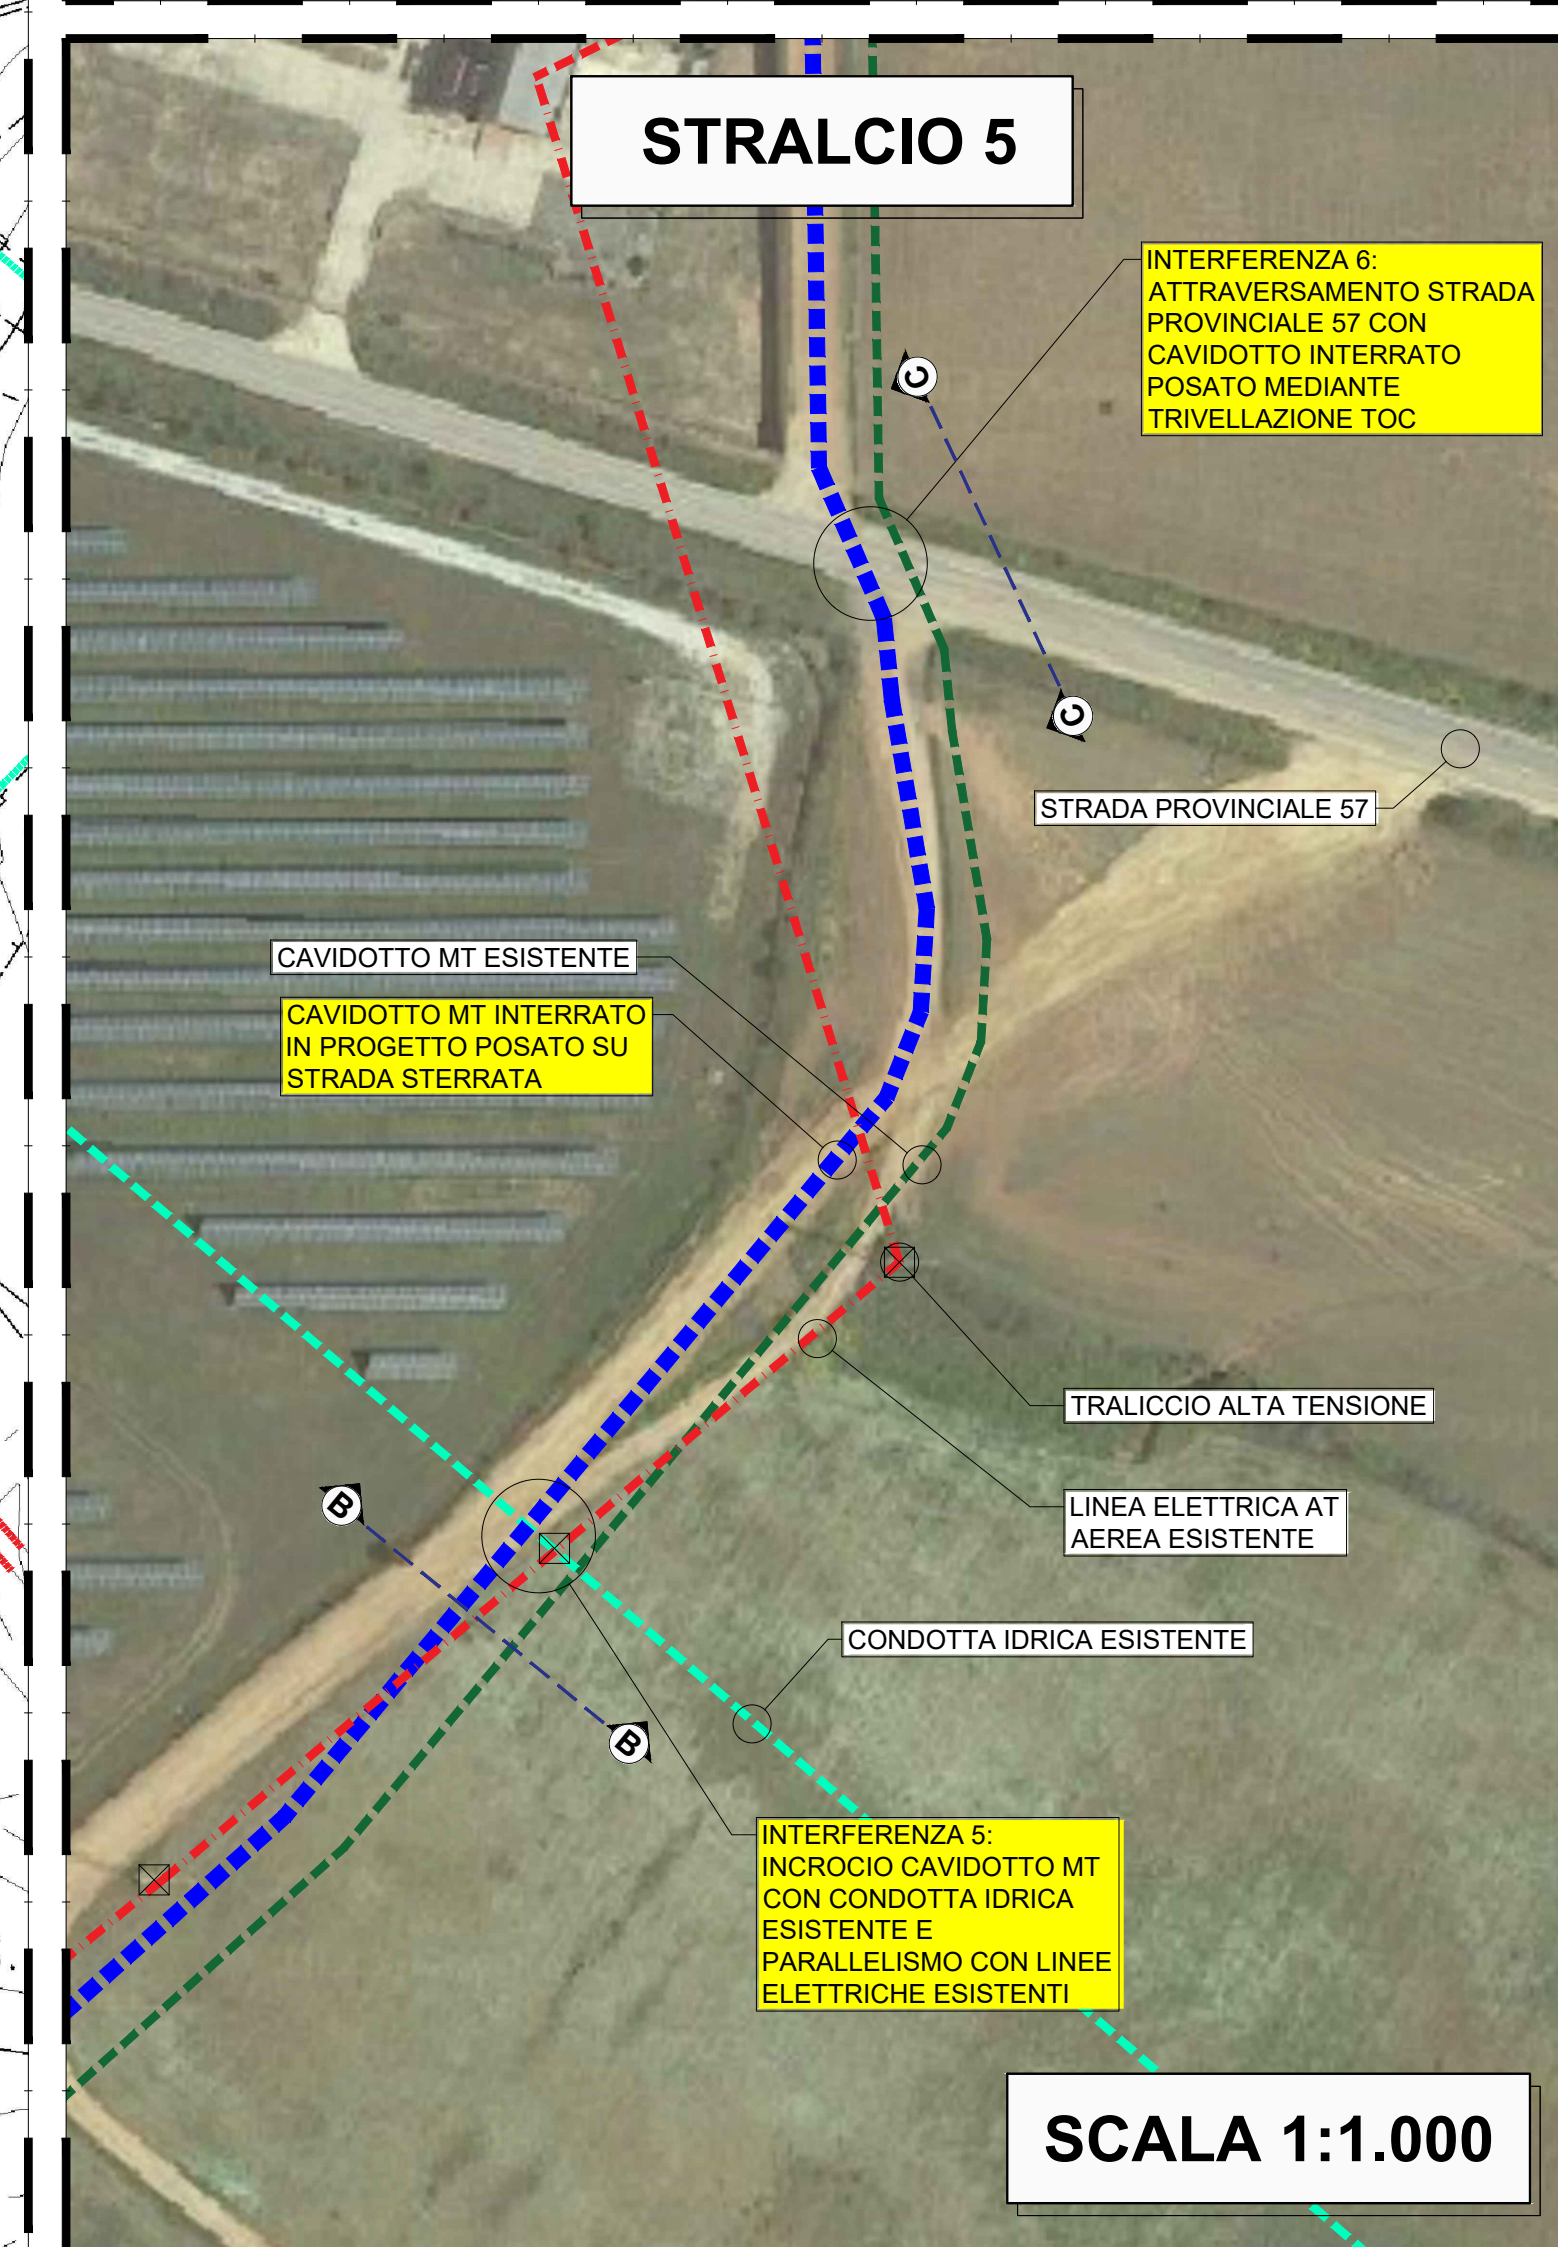 STRALCIO 5
INTERFERENZA 6:
ATTRAVERSAMENTO STRADA
PROVINCIALE 57 CON
CAVIDOTTO INTERRATO
POSATO MEDIANTE
TRIVELLAZIONE TOC
C
C
STRADA PROVINCIALE 57
CAVIDOTTO MT ESISTENTE
CAVIDOTTO MT INTERRATO
IN PROGETTO POSATO SU
STRADA STERRATA
TRALICCIO ALTA TENSIONE
B
LINEA ELETTRICA AT
AEREA ESISTENTE
CONDOTTA IDRICA ESISTENTE
B
INTERFERENZA 5:
INCROCIO CAVIDOTTO MT
CON CONDOTTA IDRICA
ESISTENTE E
PARALLELISMO CON LINEE
ELETTRICHE ESISTENTI
SCALA 1:1.000